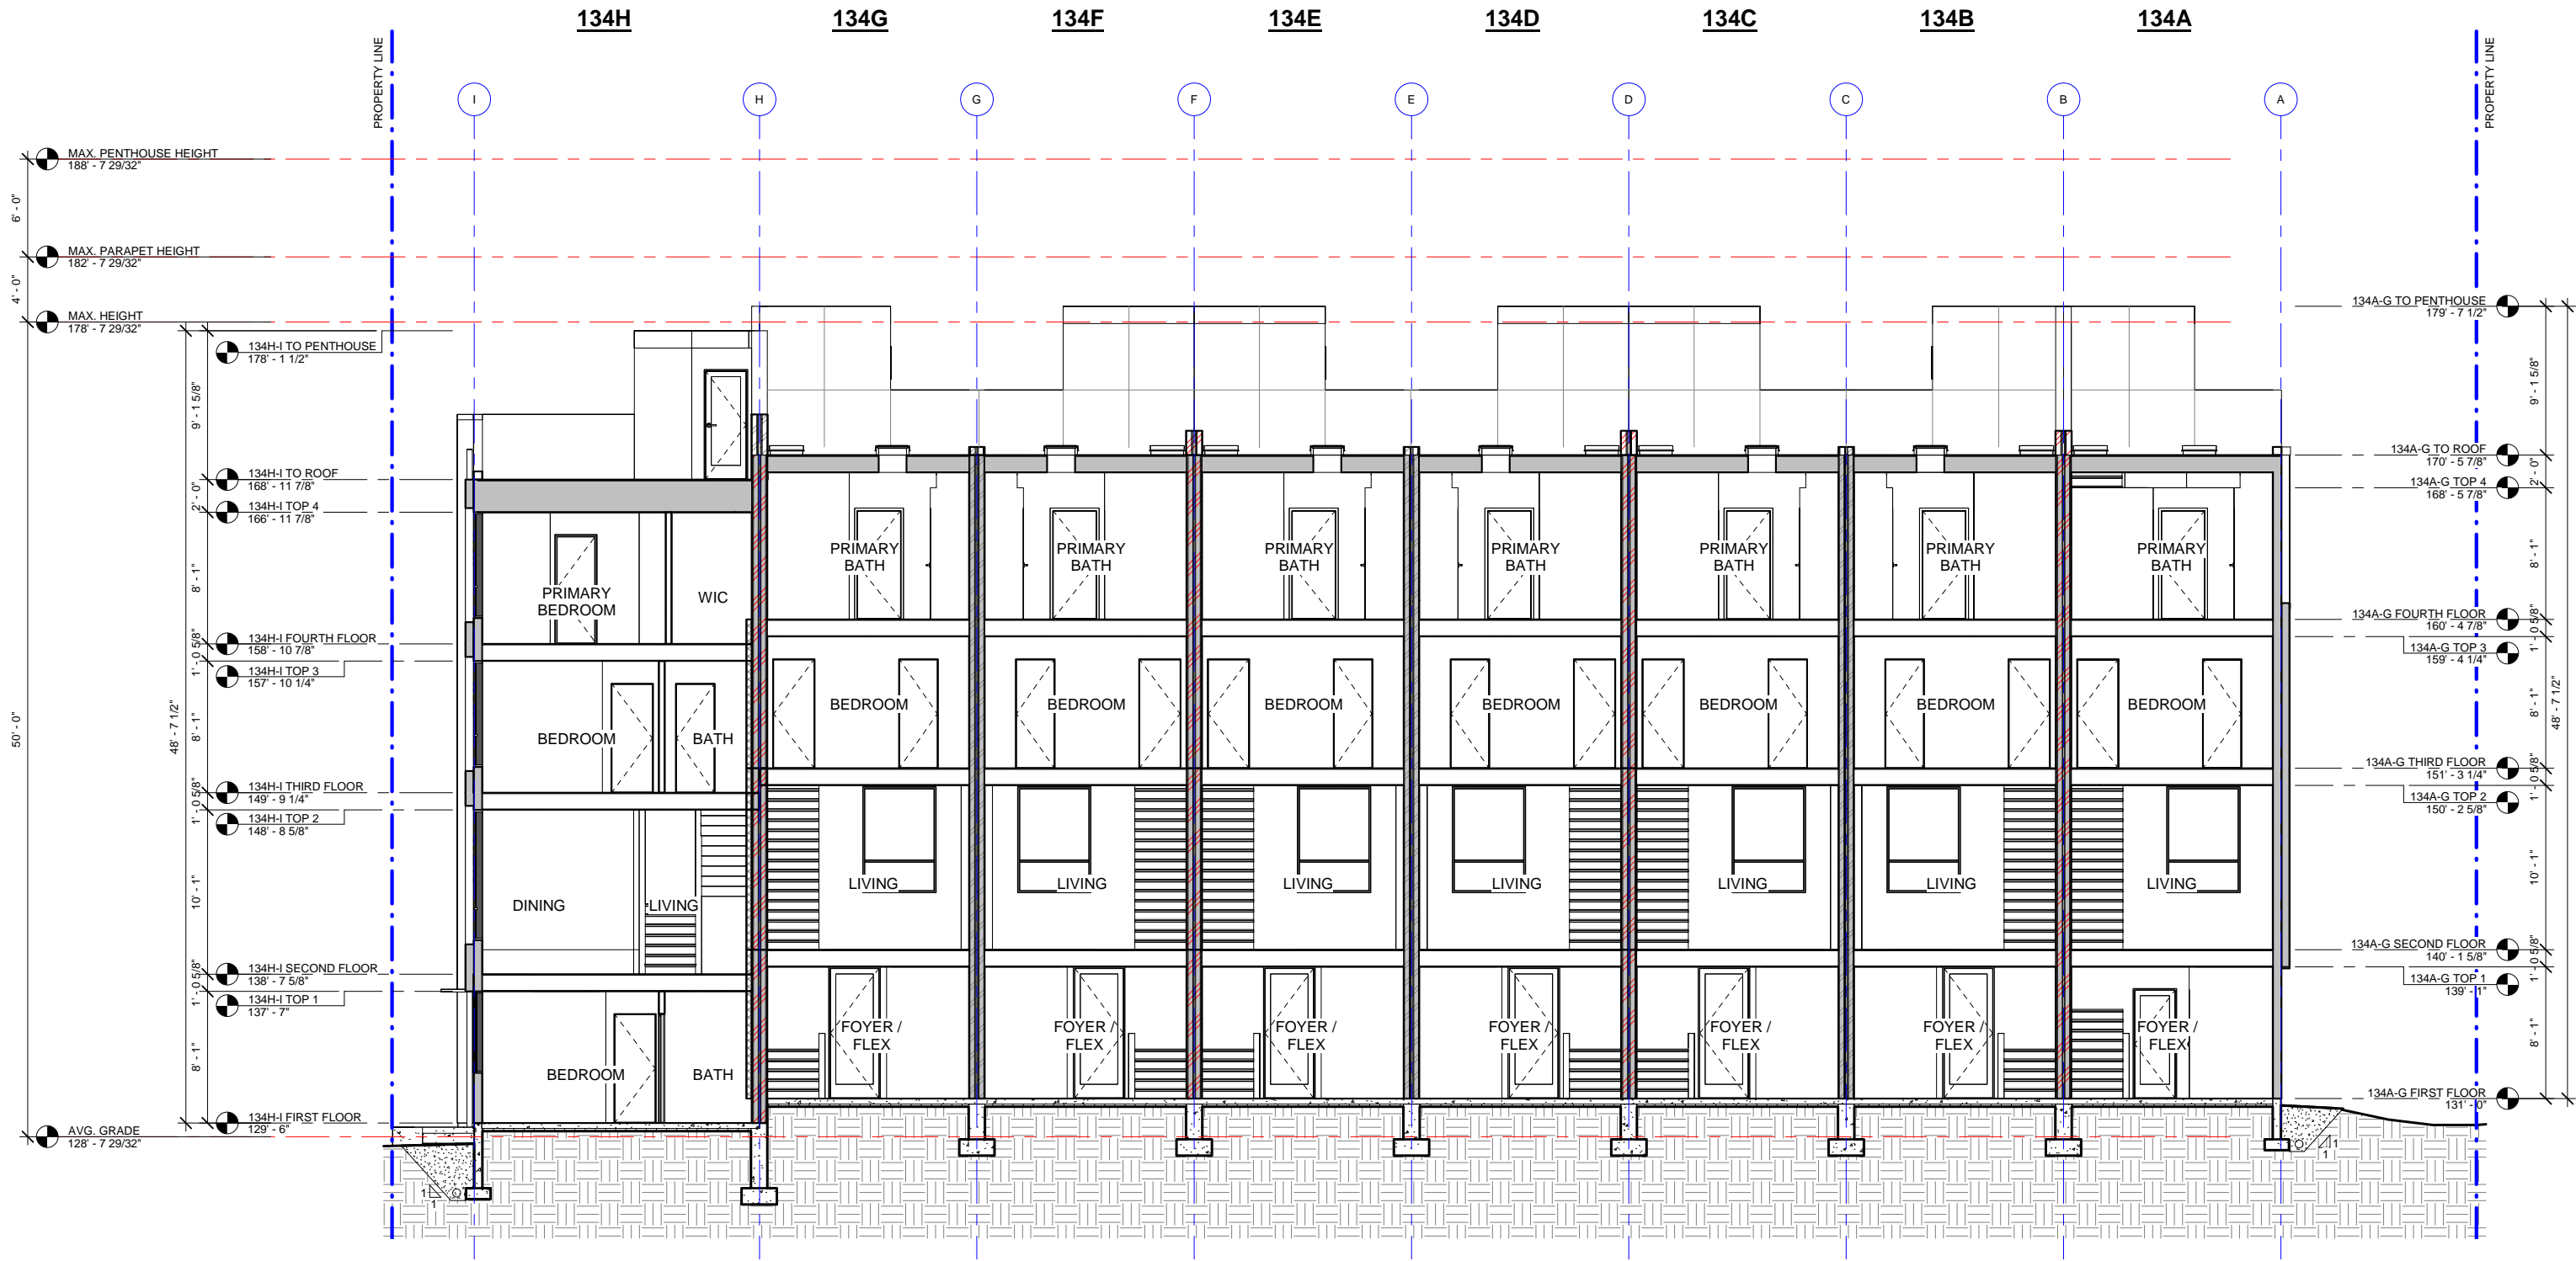 134H
134G
134F
134E
134D
134C
134B
134A
PROPERTY LINE
PROPERTY LINE
I
H
G
F
E
D
C
B
A
MAX. PENTHOUSE HEIGHT
188' - 7 29/32"
6' - 0"
MAX. PARAPET HEIGHT
182' - 7 29/32"
4' - 0"
MAX. HEIGHT
178' - 7 29/32"
50' - 0"
AVG. GRADE
128' - 7 29/32"
134H-I TO PENTHOUSE
178' - 1 1/2"
9' - 1 5/8"
134H-I TO ROOF
168' - 11 7/8"
2' - 0"
134H-I TOP 4
166' - 11 7/8"
8' - 1"
134H-I FOURTH FLOOR
158' - 10 7/8"
1' - 0 5/8"
134H-I TOP 3
157' - 10 1/4"
48' - 7 1/2"
8' - 1"
134H-I THIRD FLOOR
149' - 9 1/4"
1' - 0 5/8"
134H-I TOP 2
148' - 8 5/8"
10' - 1"
134H-I SECOND FLOOR
138' - 7 5/8"
1' - 0 5/8"
134H-I TOP 1
137' - 7"
8' - 1"
134H-I FIRST FLOOR
129' - 6"
PRIMARY
BEDROOM
WIC
PRIMARY
BATH
PRIMARY
BATH
PRIMARY
BATH
PRIMARY
BATH
PRIMARY
BATH
PRIMARY
BATH
PRIMARY
BATH
BEDROOM
BATH
BEDROOM
BEDROOM
BEDROOM
BEDROOM
BEDROOM
BEDROOM
BEDROOM
DINING
LIVING
LIVING
LIVING
LIVING
LIVING
LIVING
LIVING
LIVING
BEDROOM
BATH
FOYER /
FLEX
FOYER /
FLEX
FOYER /
FLEX
FOYER /
FLEX
FOYER /
FLEX
FOYER /
FLEX
FOYER /
FLEX
134A-G TO PENTHOUSE
179' - 7 1/2"
9' - 1 5/8"
134A-G TO ROOF
170' - 5 7/8"
2' - 0"
134A-G TOP 4
168' - 5 7/8"
8' - 1"
134A-G FOURTH FLOOR
160' - 4 7/8"
1' - 0 5/8"
134A-G TOP 3
159' - 4 1/4"
8' - 1"
48' - 7 1/2"
134A-G THIRD FLOOR
151' - 3 1/4"
1' - 0 5/8"
134A-G TOP 2
150' - 2 5/8"
10' - 1"
134A-G SECOND FLOOR
140' - 1 5/8"
1' - 0 5/8"
134A-G TOP 1
139' - 1"
8' - 1"
134A-G FIRST FLOOR
131' - 0"
1
1
1
1